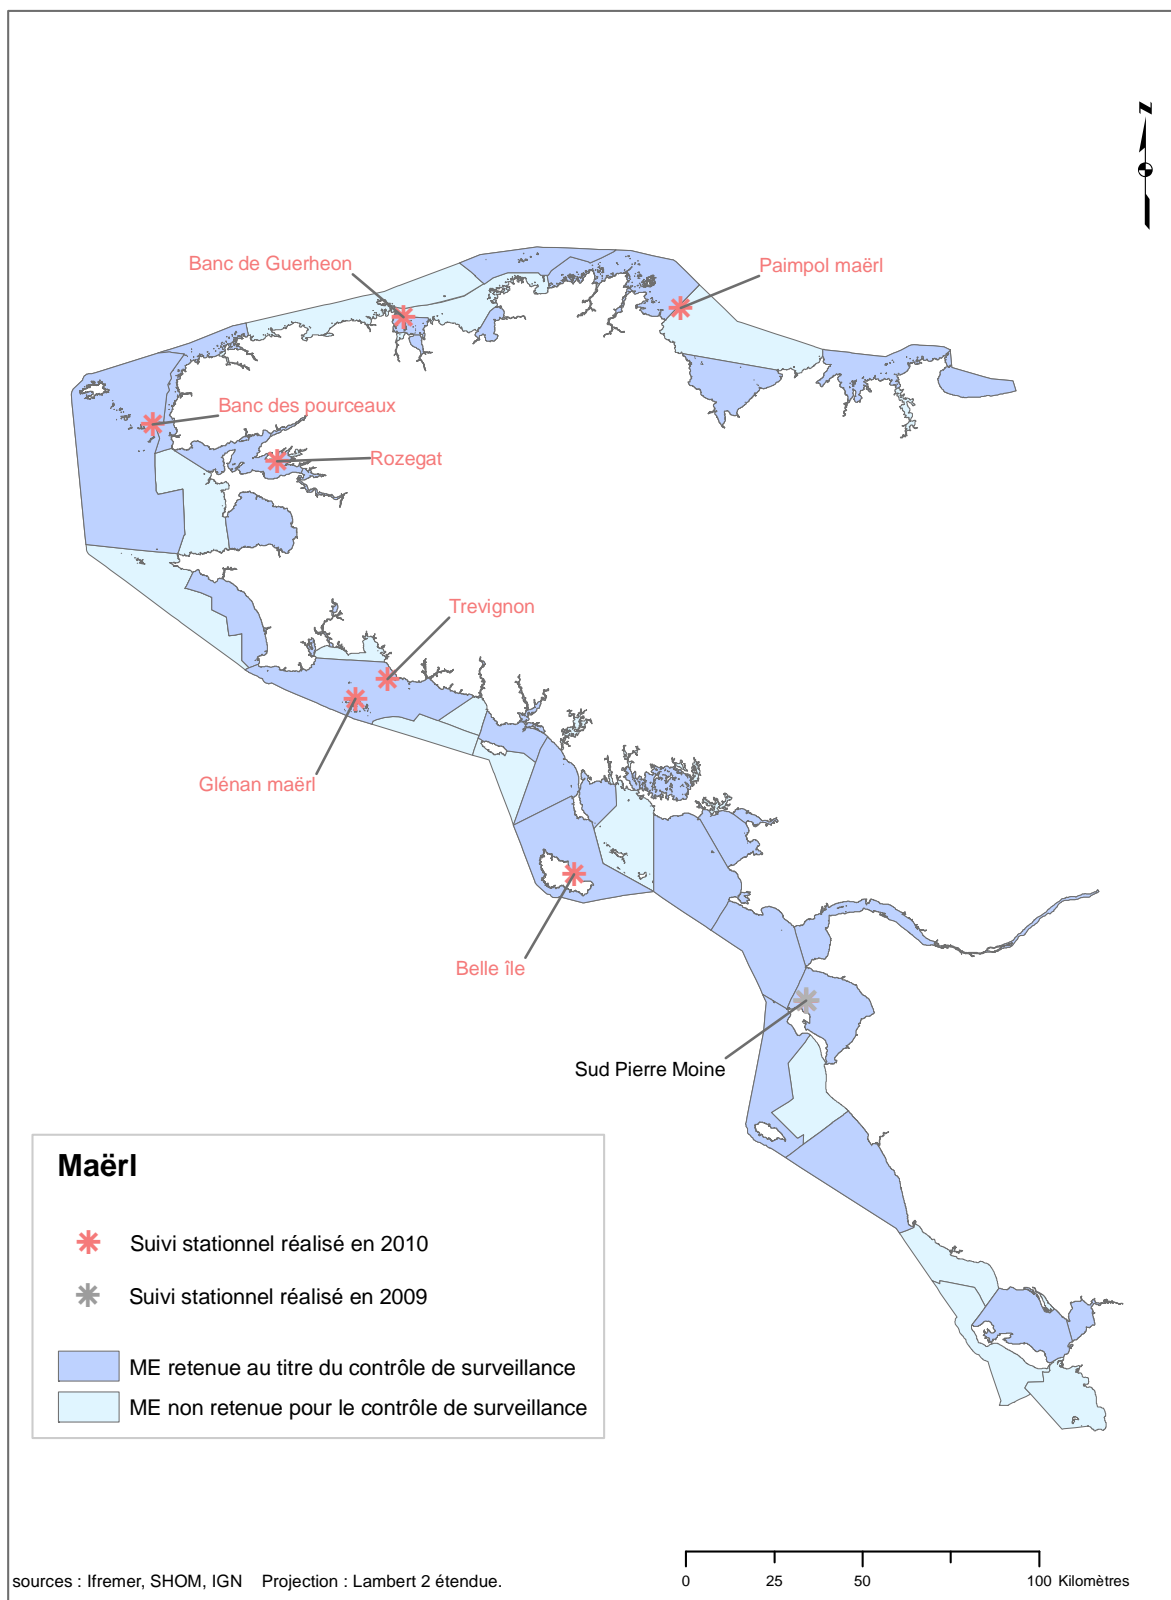 z
Banc de Guerheon
Paimpol maërl
Banc des pourceaux
Rozegat
Trevignon
Glénan maërl
Belle île
Sud Pierre Moine
Maërl
Suivi stationnel réalisé en 2010
Suivi stationnel réalisé en 2009
ME retenue au titre du contrôle de surveillance
ME non retenue pour le contrôle de surveillance
sources : Ifremer, SHOM, IGN Projection : Lambert 2 étendue.
0 25 50 100 Kilomètres